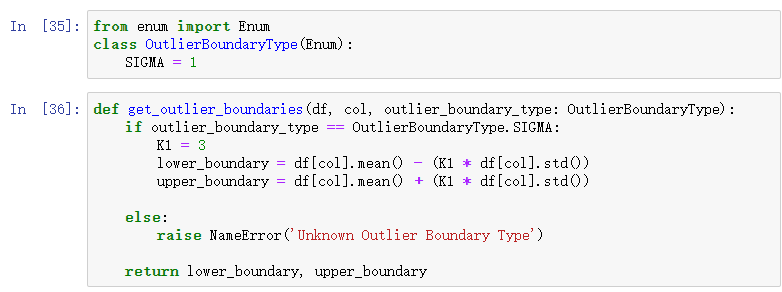 In [35]: from enum import Enum
class OutlierBoundaryType(Enum):
    SIGMA = 1
In [36]: def get_outlier_boundaries(df, col, outlier_boundary_type: OutlierBoundaryType):
    if outlier_boundary_type == OutlierBoundaryType.SIGMA:
        K1 = 3
        lower_boundary = df[col].mean() - (K1 * df[col].std())
        upper_boundary = df[col].mean() + (K1 * df[col].std())
    else:
        raise NameError('Unknown Outlier Boundary Type')
    return lower_boundary, upper_boundary